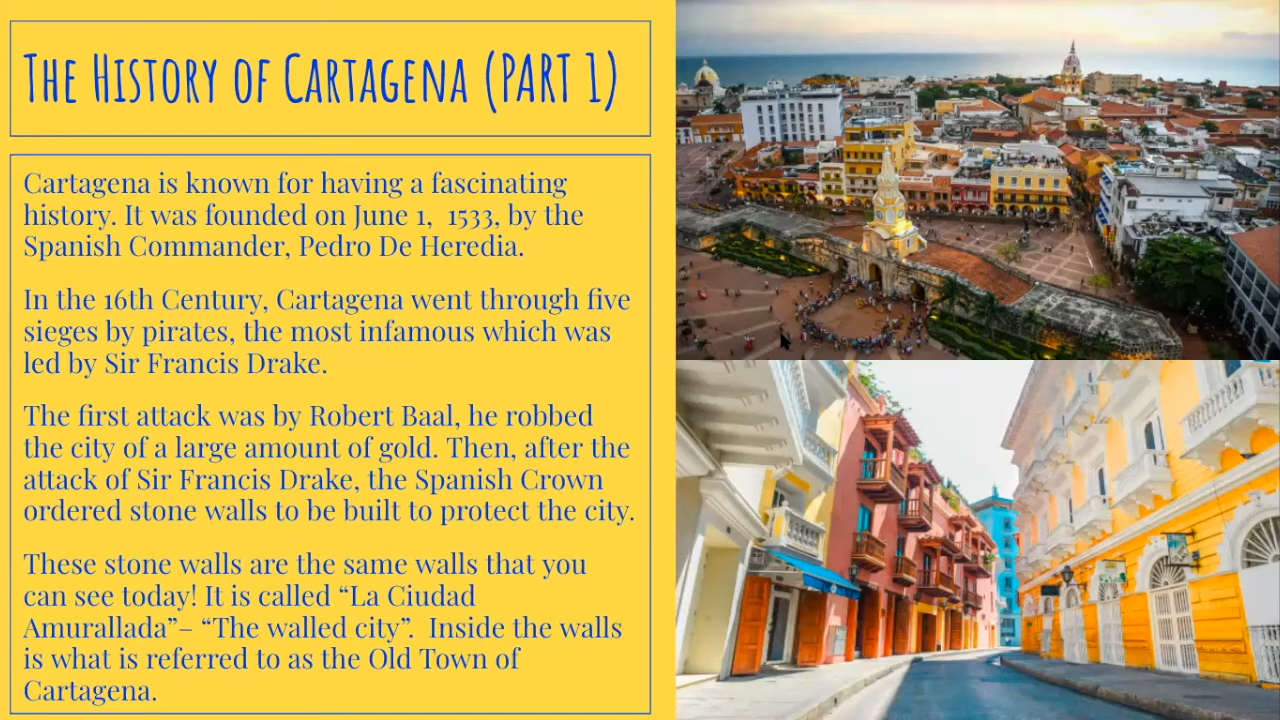 The History of Cartagena (PART 1)
Cartagena is known for having a fascinating
history. It was founded on June 1,  1533, by the
Spanish Commander, Pedro De Heredia.
In the 16th Century, Cartagena went through five
sieges by pirates, the most infamous which was
led by Sir Francis Drake.
The first attack was by Robert Baal, he robbed
the city of a large amount of gold. Then, after the
attack of Sir Francis Drake, the Spanish Crown
ordered stone walls to be built to protect the city.
These stone walls are the same walls that you
can see today! It is called “La Ciudad
Amurallada”– “The walled city”.  Inside the walls
is what is referred to as the Old Town of
Cartagena.